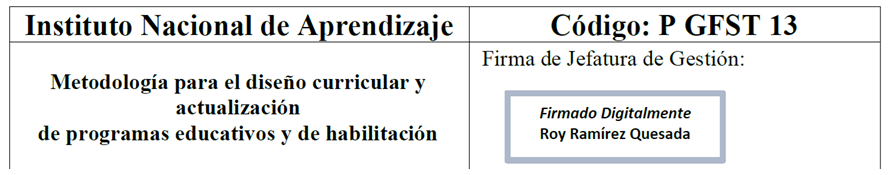 Instituto Nacional de Aprendizaje
Código: P GFST 13
Metodología para el diseño curricular y
actualización
de programas educativos y de habilitación
Firma de Jefatura de Gestión:
Firmado Digitalmente
Roy Ramírez Quesada